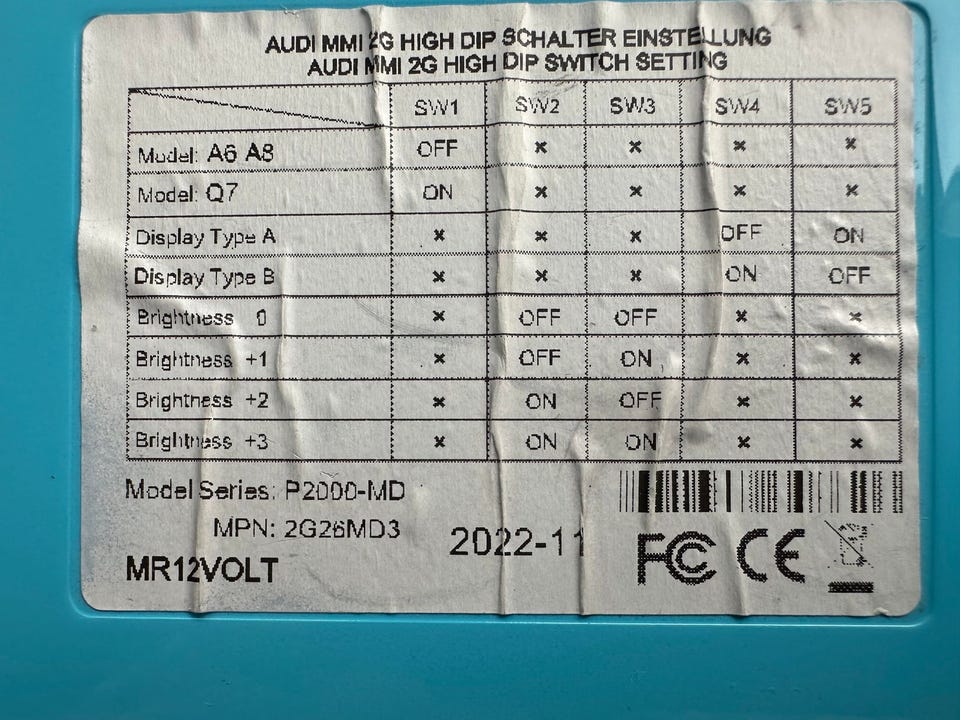 AUDI MMI 2G HIGH DIP SCHALTER EINSTELLUNG
AUDI MMI 2G HIGH DIP SWITCH SETTING
SW1 SW2 SW3 SW4 SW5
Model: A6 A8 OFF × × × ×
Model: Q7 ON × × × ×
Display Type A × × × OFF ON
Display Type B × × × ON OFF
Brightness 0 × OFF OFF × ×
Brightness +1 × OFF ON × ×
Brightness +2 × ON OFF × ×
Brightness +3 × ON ON × ×
Model Series: P2000-MD
MPN: 2G26MD3
2022-11
MR12VOLT
FC CE